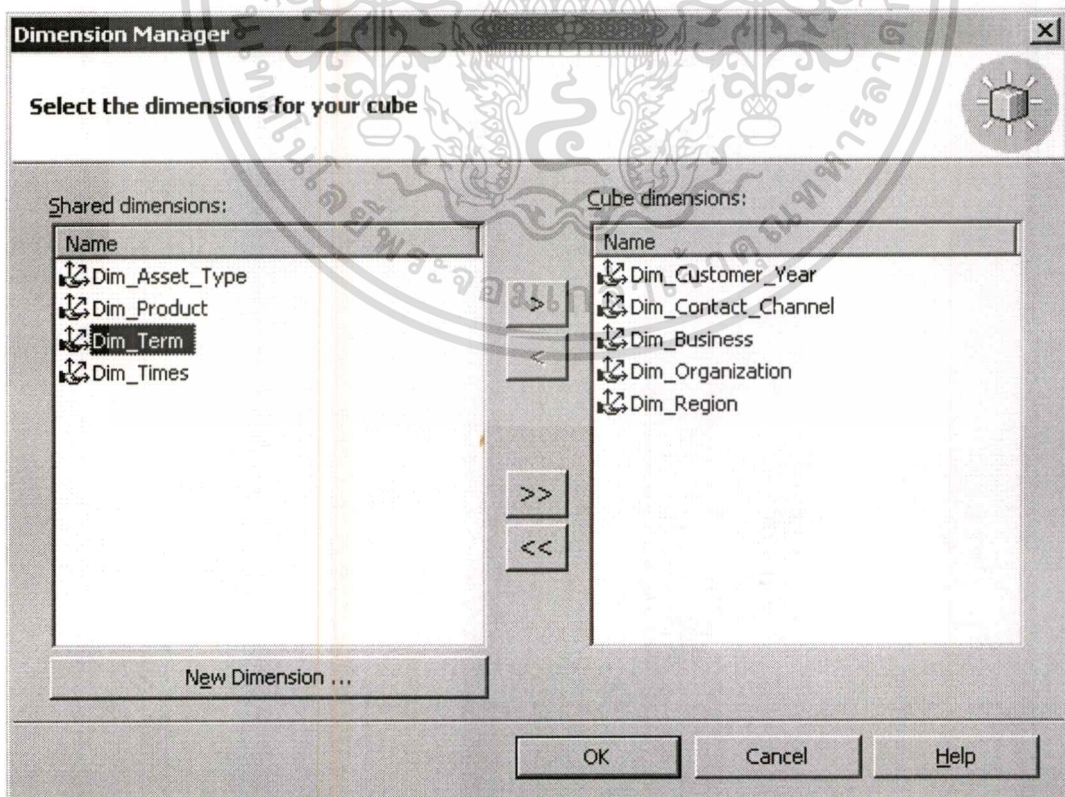 Dimension Manager
Select the dimensions for your cube
Shared dimensions:
Name
Dim_Asset_Type
Dim_Product
Dim_Term
Dim_Times
>
<
>>
<<
New Dimension ...
Cube dimensions:
Name
Dim_Customer_Year
Dim_Contact_Channel
Dim_Business
Dim_Organization
Dim_Region
OK
Cancel
Help